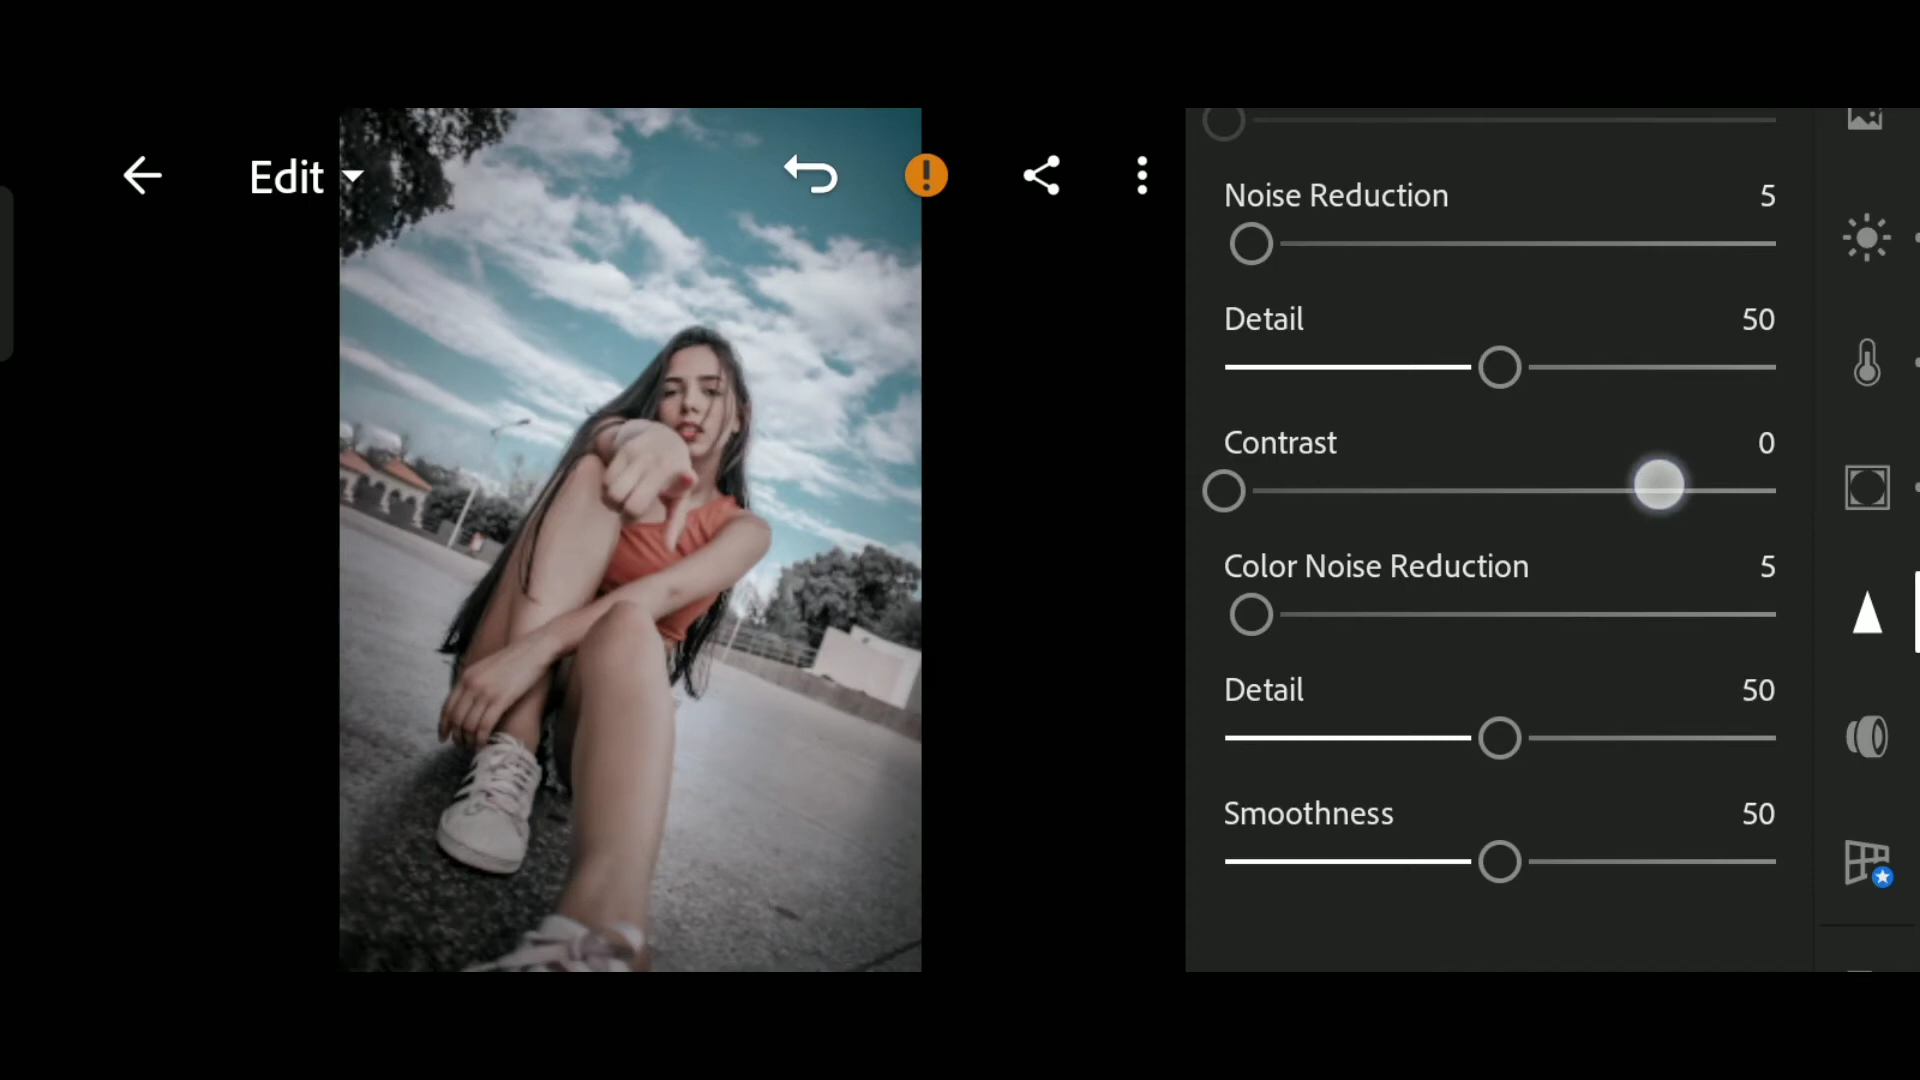 Edit
Noise Reduction 5
Detail 50
Contrast 0
Color Noise Reduction 5
Detail 50
Smoothness 50